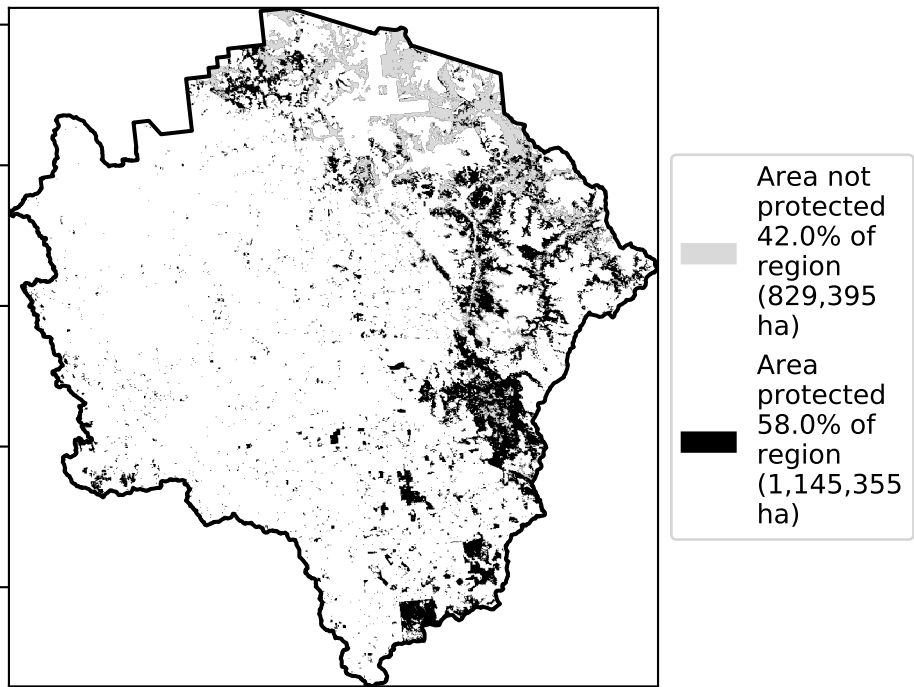 Area not
protected
42.0% of
region
(829,395
ha)
Area
protected
58.0% of
region
(1,145,355
ha)